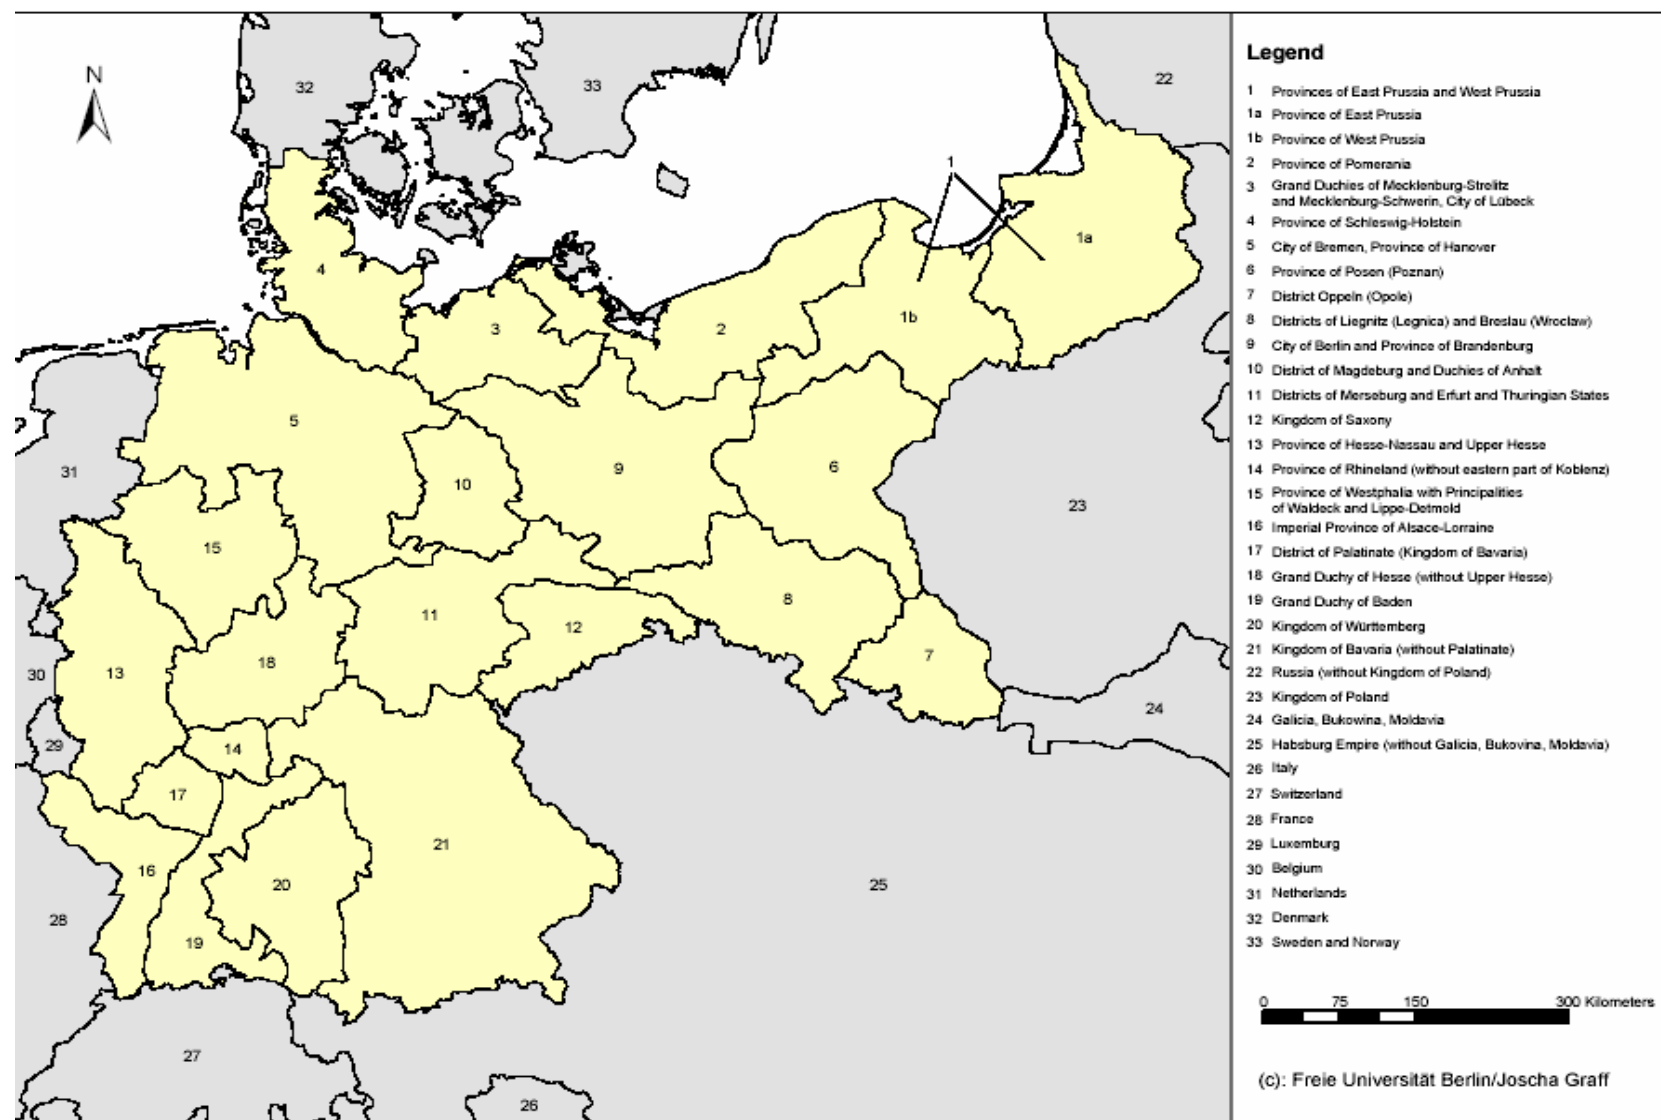 N
32
33
22
1
1a
4
3
2
1b
5
31
10
9
6
23
15
8
11
12
7
30
13
18
24
29
14
17
21
16
20
25
28
19
27
26
Legend
1 Provinces of East Prussia and West Prussia
1a Province of East Prussia
1b Province of West Prussia
2 Province of Pomerania
3 Grand Duchies of Mecklenburg-Strelitz
and Mecklenburg-Schwerin, City of Lübeck
4 Province of Schleswig-Holstein
5 City of Bremen, Province of Hanover
6 Province of Posen (Poznan)
7 District Oppeln (Opole)
8 Districts of Liegnitz (Legnica) and Breslau (Wroclaw)
9 City of Berlin and Province of Brandenburg
10 District of Magdeburg and Duchies of Anhalt
11 Districts of Merseburg and Erfurt and Thuringian States
12 Kingdom of Saxony
13 Province of Hesse-Nassau and Upper Hesse
14 Province of Rhineland (without eastern part of Koblenz)
15 Province of Westphalia with Principalities
of Waldeck and Lippe-Detmold
16 Imperial Province of Alsace-Lorraine
17 District of Palatinate (Kingdom of Bavaria)
18 Grand Duchy of Hesse (without Upper Hesse)
19 Grand Duchy of Baden
20 Kingdom of Württemberg
21 Kingdom of Bavaria (without Palatinate)
22 Russia (without Kingdom of Poland)
23 Kingdom of Poland
24 Galicia, Bukowina, Moldavia
25 Habsburg Empire (without Galicia, Bukovina, Moldavia)
26 Italy
27 Switzerland
28 France
29 Luxemburg
30 Belgium
31 Netherlands
32 Denmark
33 Sweden and Norway
0 75 150 300 Kilometers
(c): Freie Universität Berlin/Joscha Graff